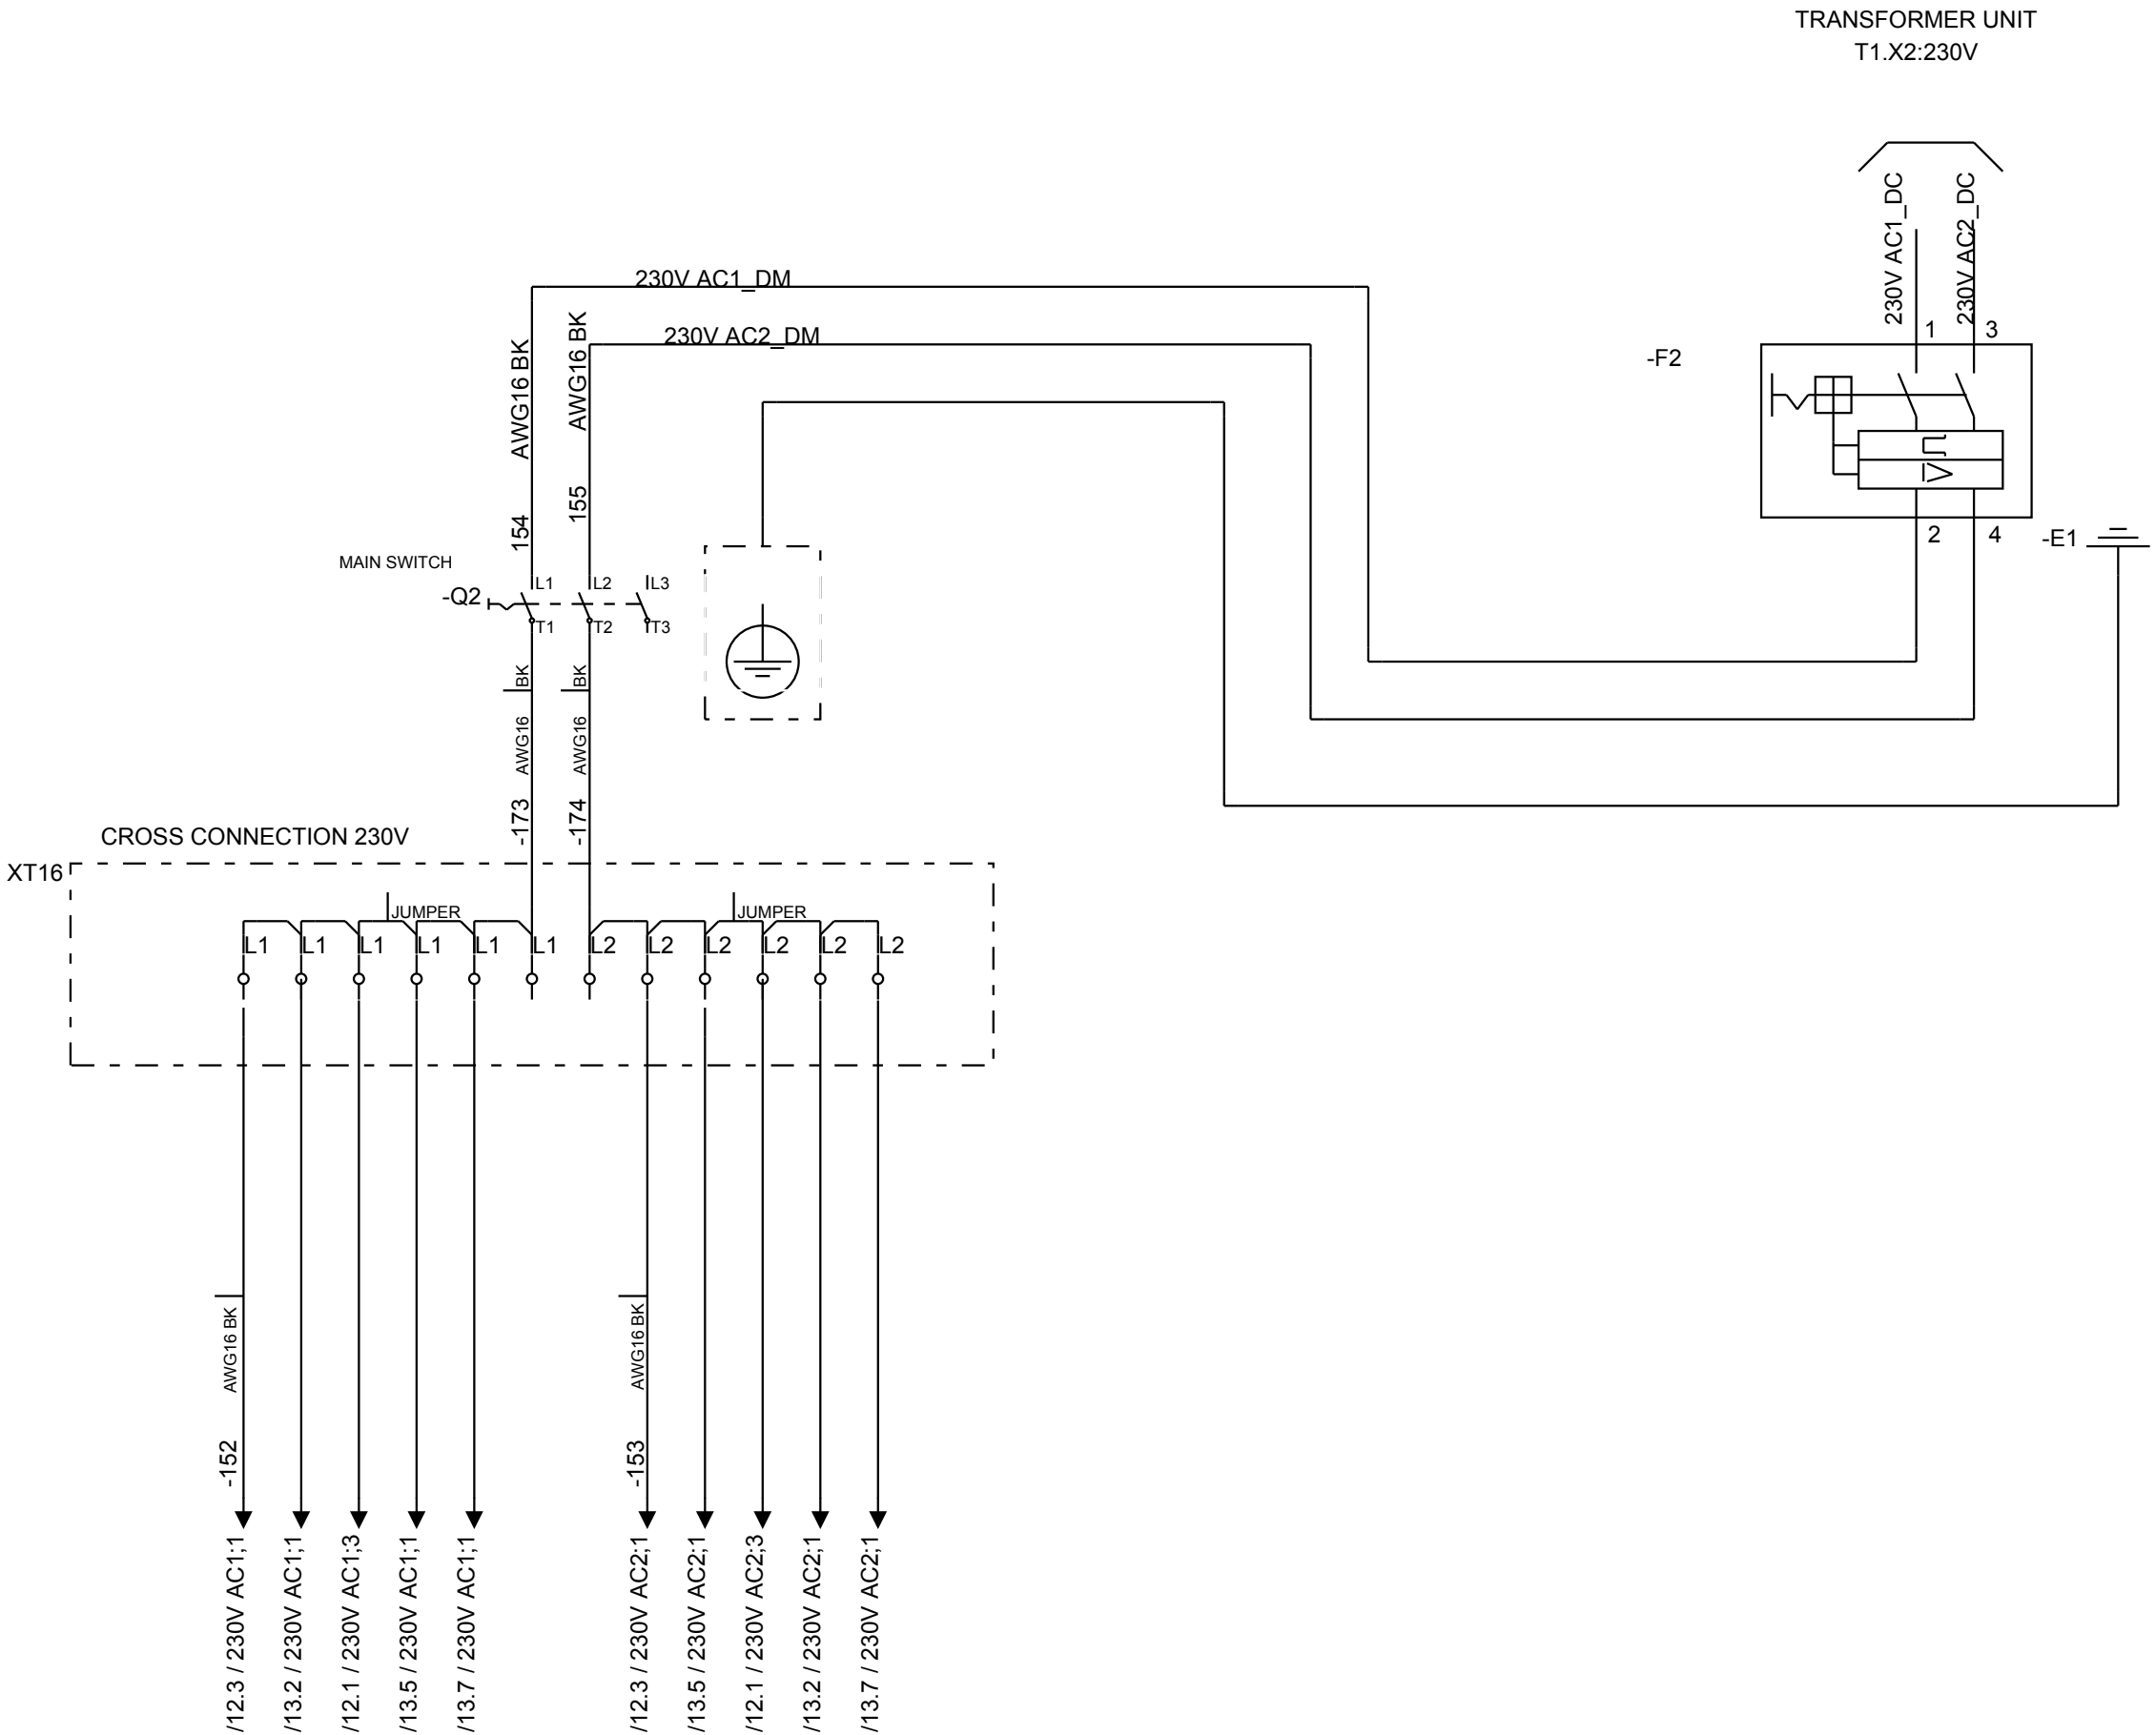 TRANSFORMER UNIT
T1.X2:230V
230V AC1_DC
230V AC2_DC
230V AC1_DM
230V AC2_DM
1
3
-F2
2
4
-E1
AWG16 BK
AWG16 BK
154
155
MAIN SWITCH
-Q2
L1
L2
L3
T1
T2
T3
BK
BK
AWG16
AWG16
-173
-174
CROSS CONNECTION 230V
XT16
JUMPER
JUMPER
L1
L1
L1
L1
L1
L1
L2
L2
L2
L2
L2
L2
AWG16 BK
AWG16 BK
-152
-153
/12.3 / 230V AC1;1
/13.2 / 230V AC1;1
/12.1 / 230V AC1;3
/13.5 / 230V AC1;1
/13.7 / 230V AC1;1
/12.3 / 230V AC2;1
/13.5 / 230V AC2;1
/12.1 / 230V AC2;3
/13.2 / 230V AC2;1
/13.7 / 230V AC2;1